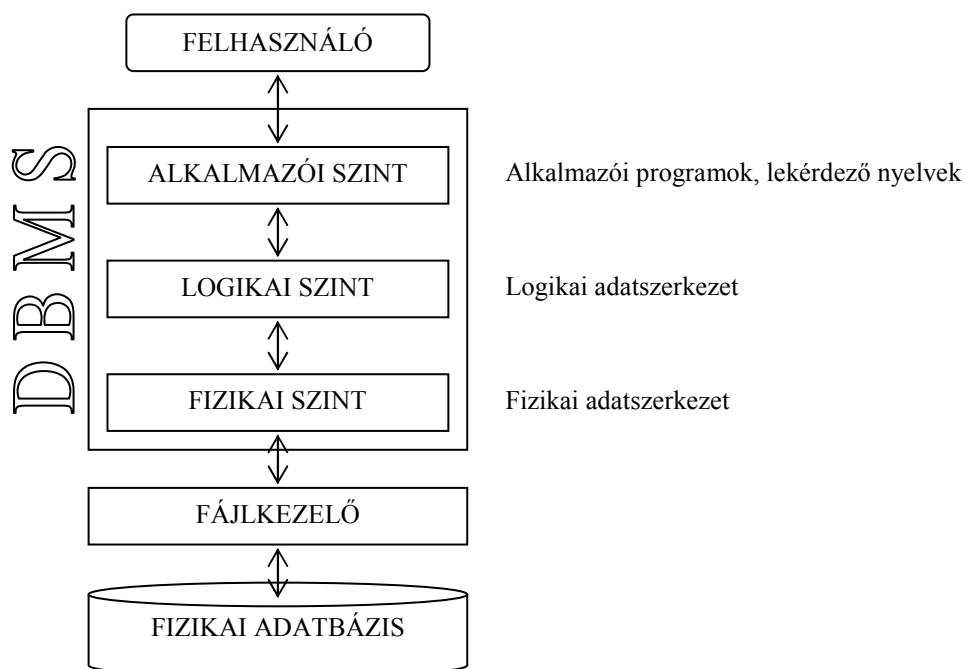 FELHASZNÁLÓ
DBMS
ALKALMAZÓI SZINT
Alkalmazói programok, lekérdező nyelvek
LOGIKAI SZINT
Logikai adatszerkezet
FIZIKAI SZINT
Fizikai adatszerkezet
FÁJLKEZELŐ
FIZIKAI ADATBÁZIS